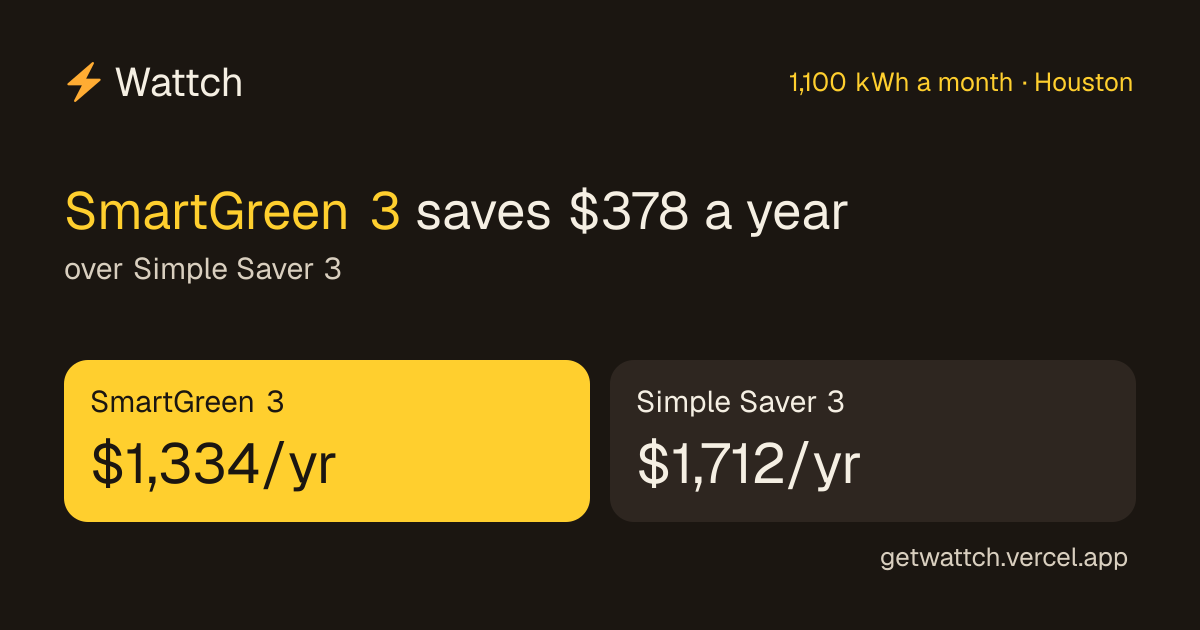 ⚡ Wattch
1,100 kWh a month · Houston
SmartGreen 3 saves $378 a year
over Simple Saver 3
SmartGreen 3
$1,334/yr
Simple Saver 3
$1,712/yr
getwattch.vercel.app